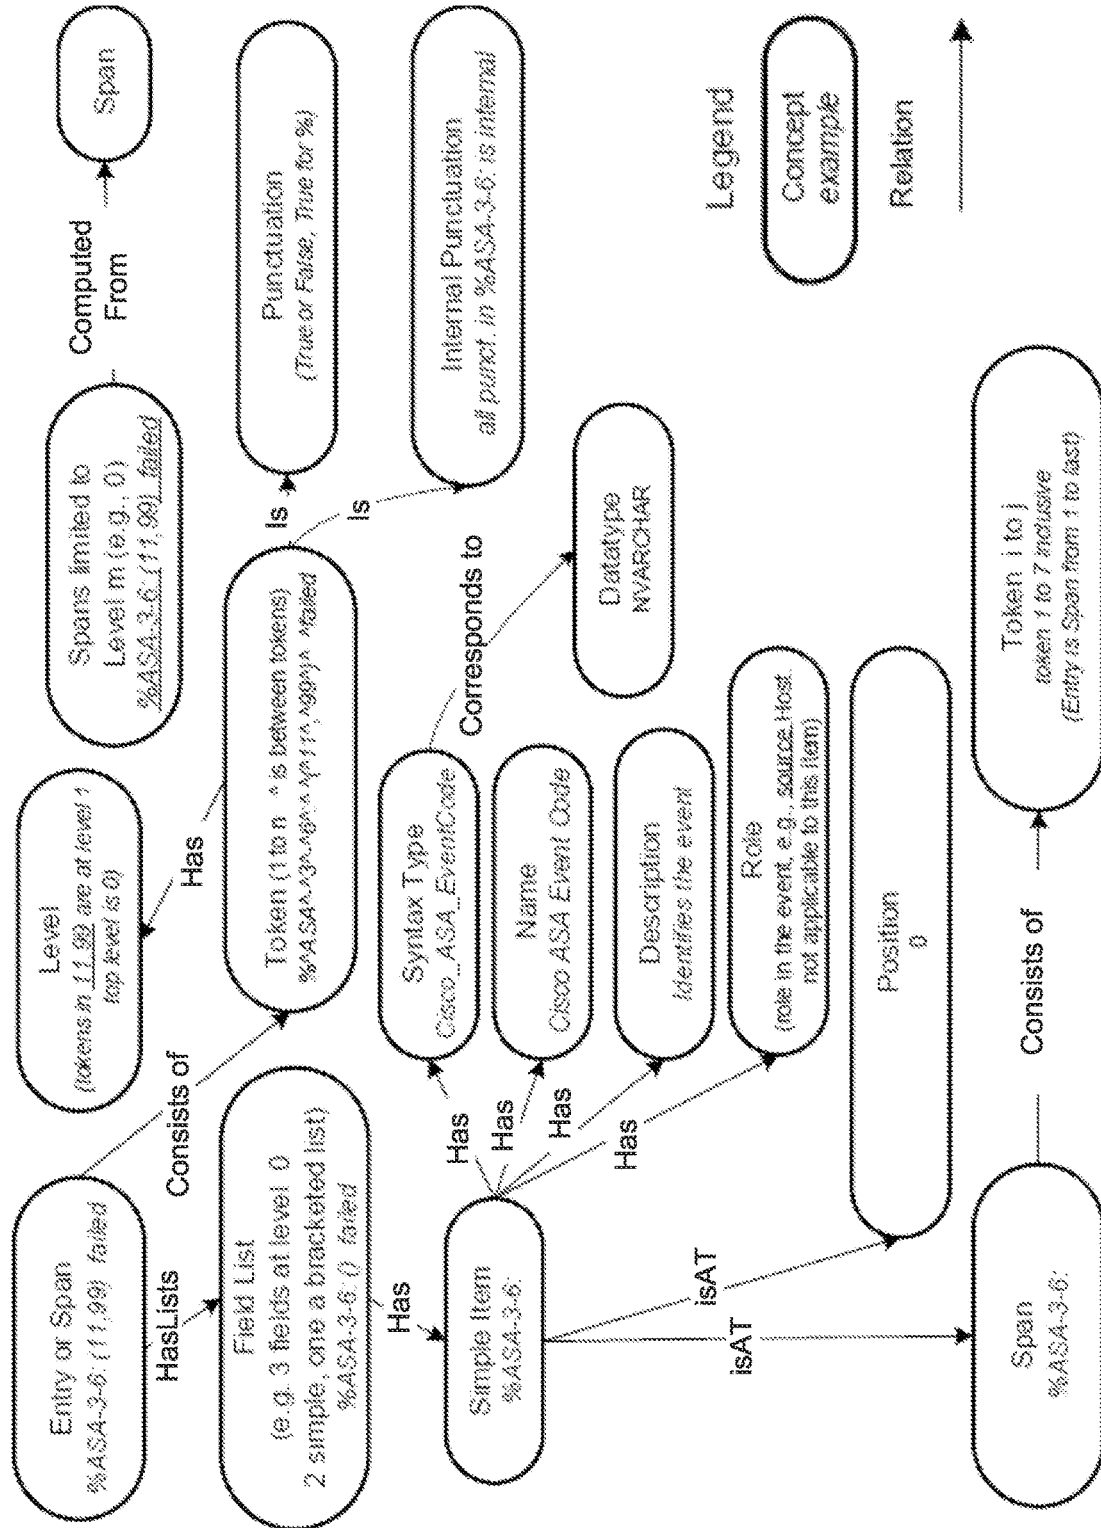 Entry or Span
%ASA-3-6: (11,99) failed
HasLists
Consists of
Level
(tokens in 11,99 are at level 1
top level is 0)
Has
Spans limited to
Level m (e.g., 0)
%ASA-3-6: (11,99) failed
Computed
From
Span
Field List
(e.g. 3 fields at level 0
2 simple, one a bracketed list)
%ASA-3-6: () failed
Has
Token (1 to n ^ is between tokens)
Is
Is
Punctuation
(True or False, True for %)
Internal Punctuation
all punct. in %ASA-3-6: is internal
Simple Item
%ASA-3-6:
Has
Has
Has
Has
Syntax Type
Cisco_ASA_EventCode
Corresponds to
Datatype
NVARCHAR
Name
Cisco ASA Event Code
Description
Identifies the event
Role
(role in the event, e.g., source.Host.
not applicable to this item)
isAT
isAT
Position
0
Span
%ASA-3-6:
Consists of
Token i to j
token 1 to 7 inclusive
(Entry is Span from 1 to last)
Legend
Concept
example
Relation